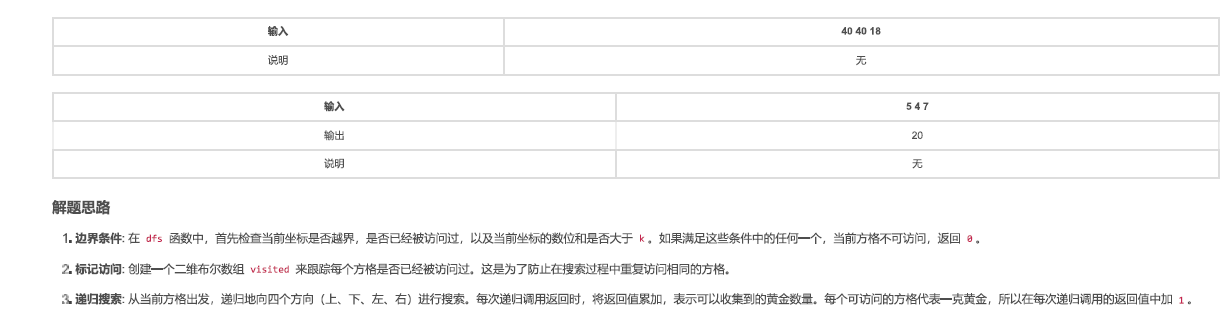 输入 40 40 18
说明 无
输入 5 4 7
输出 20
说明 无
解题思路
1. 边界条件: 在 dfs 函数中，首先检查当前坐标是否越界，是否已经被访问过，以及当前坐标的数位和是否大于 k 。如果满足这些条件中的任何一个，当前方格不可访问，返回 0 。
2. 标记访问: 创建一个二维布尔数组 visited 来跟踪每个方格是否已经被访问过。这是为了防止在搜索过程中重复访问相同的方格。
3. 递归搜索: 从当前方格出发，递归地向四个方向（上、下、左、右）进行搜索。每次递归调用返回时，将返回值累加，表示可以收集到的黄金数量。每个可访问的方格代表一克黄金，所以在每次递归调用的返回值中加 1 。